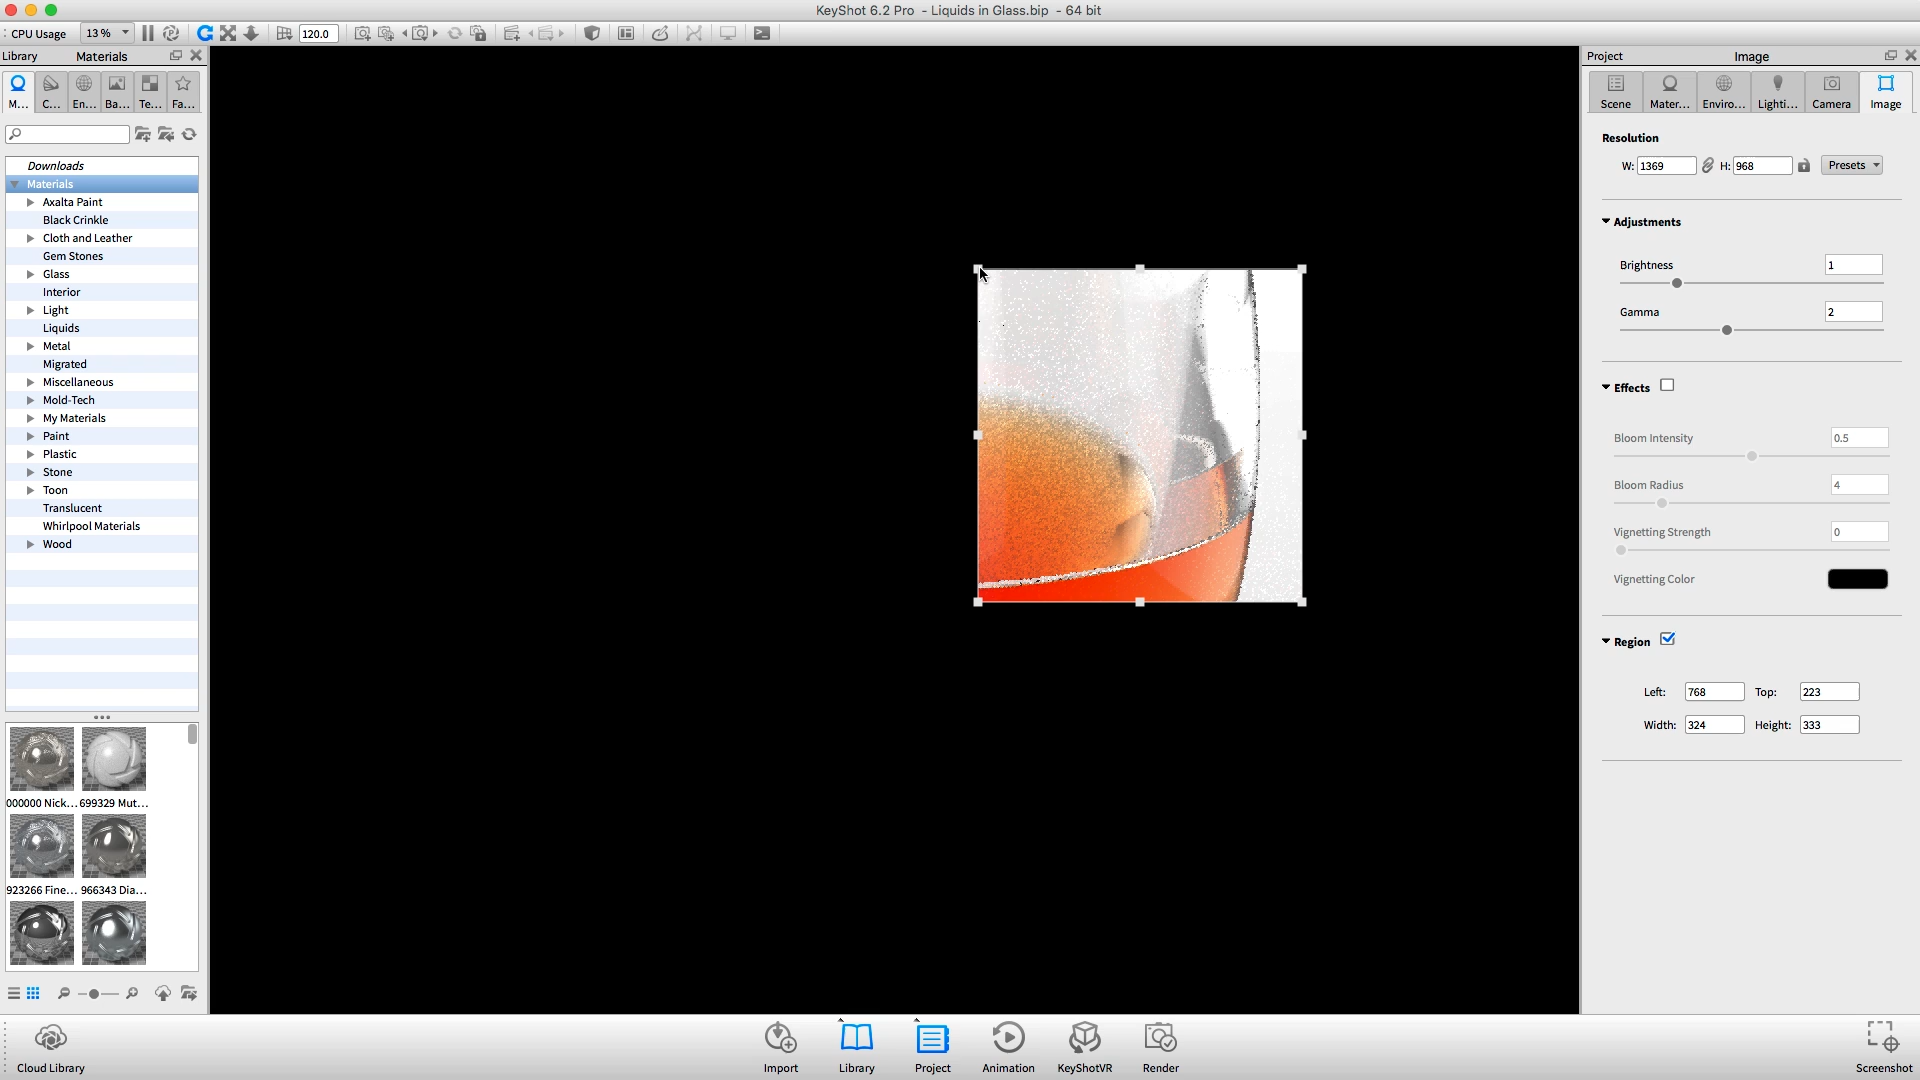 KeyShot 6.2 Pro - Liquids in Glass.bip - 64 bit
CPU Usage 13 % 120.0
Library Materials
Project Image
M... C... En... Ba... Te... Fa...
Scene Mater... Enviro... Lighti... Camera Image
Downloads
Materials
Axalta Paint
Black Crinkle
Cloth and Leather
Gem Stones
Glass
Interior
Light
Liquids
Metal
Migrated
Miscellaneous
Mold-Tech
My Materials
Paint
Plastic
Stone
Toon
Translucent
Whirlpool Materials
Wood
000000 Nick... 699329 Mut...
923266 Fine... 966343 Dia...
Resolution
W: 1369 H: 968 Presets
Adjustments
Brightness 1
Gamma 2
Effects
Bloom Intensity 0.5
Bloom Radius 4
Vignetting Strength 0
Vignetting Color
Region
Left: 768 Top: 223
Width: 324 Height: 333
Cloud Library Import Library Project Animation KeyShotVR Render Screenshot